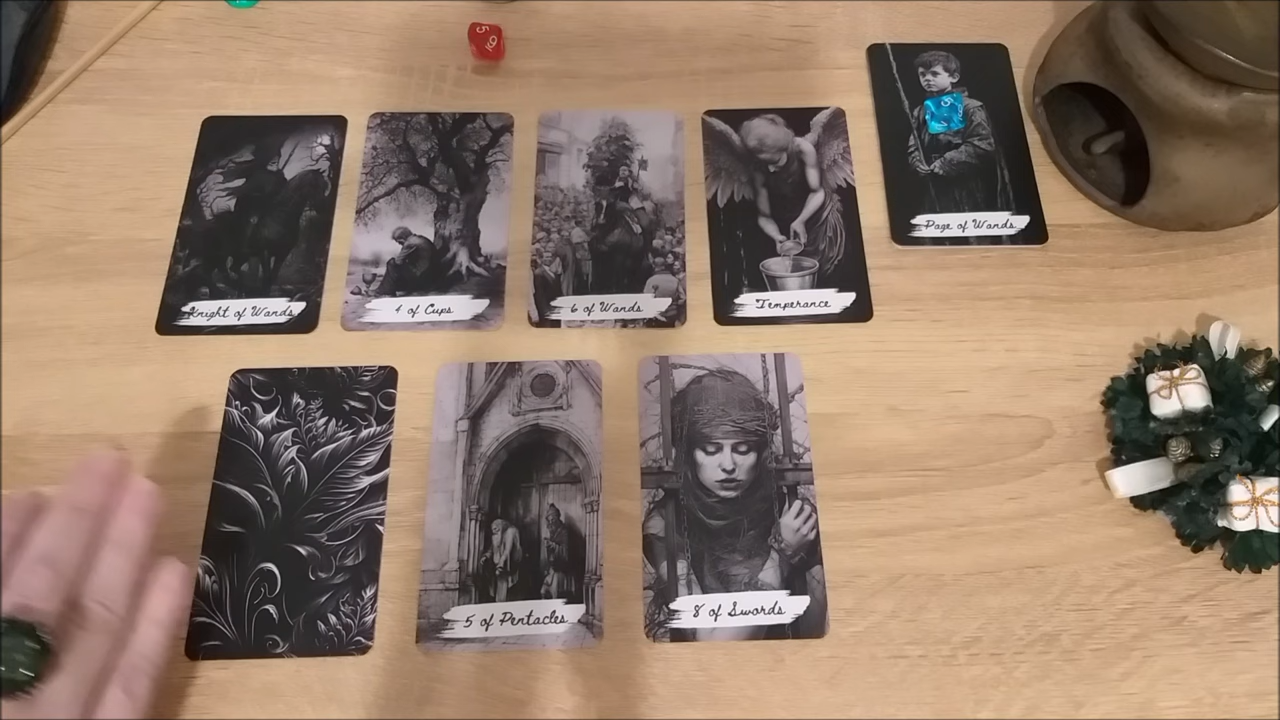 Knight of Wands
4 of Cups
6 of Wands
Temperance
Page of Wands
5 of Pentacles
8 of Swords